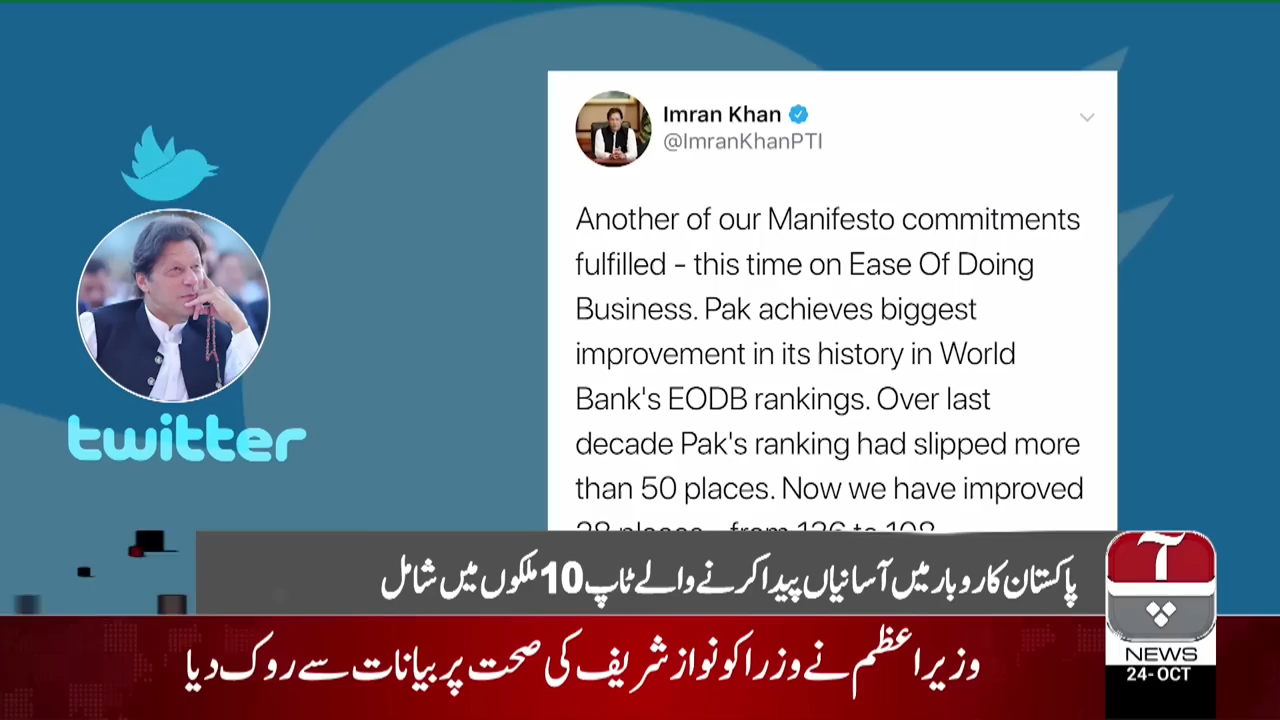 Imran Khan
@ImranKhanPTI
Another of our Manifesto commitments
fulfilled - this time on Ease Of Doing
Business. Pak achieves biggest
improvement in its history in World
Bank's EODB rankings. Over last
decade Pak's ranking had slipped more
than 50 places. Now we have improved
twitter
پاکستان کاروبار میں آسانیاں پیدا کرنے والے ٹاپ 10 ملکوں میں شامل
وزیراعظم نے وزرا کو نواز شریف کی صحت پر بیانات سے روک دیا
آپ
NEWS
24-OCT